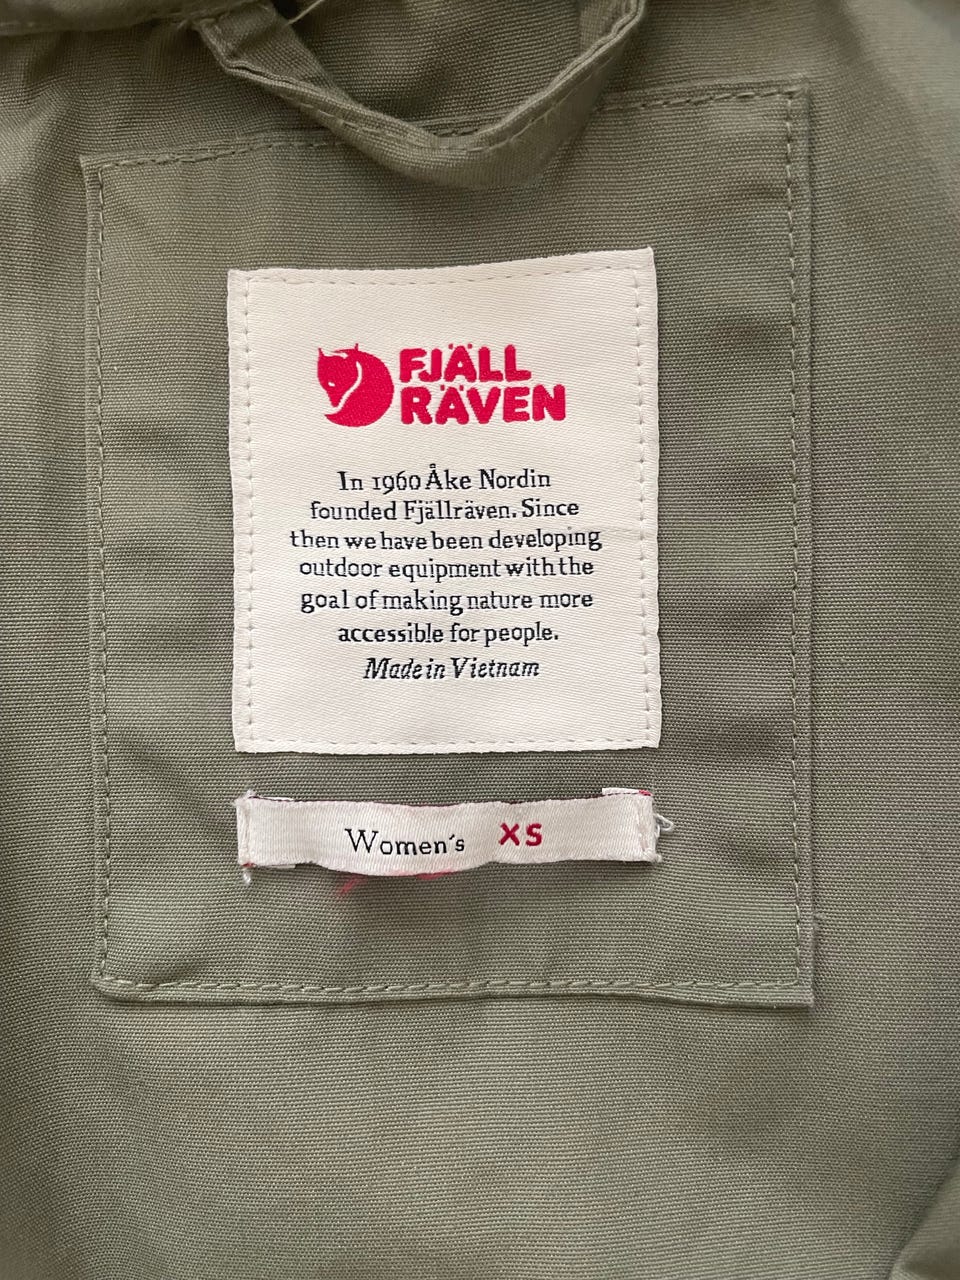 FJÄLL
RÄVEN
In 1960 Åke Nordin
founded Fjällräven. Since
then we have been developing
outdoor equipment with the
goal of making nature more
accessible for people.
Made in Vietnam
Women´s XS